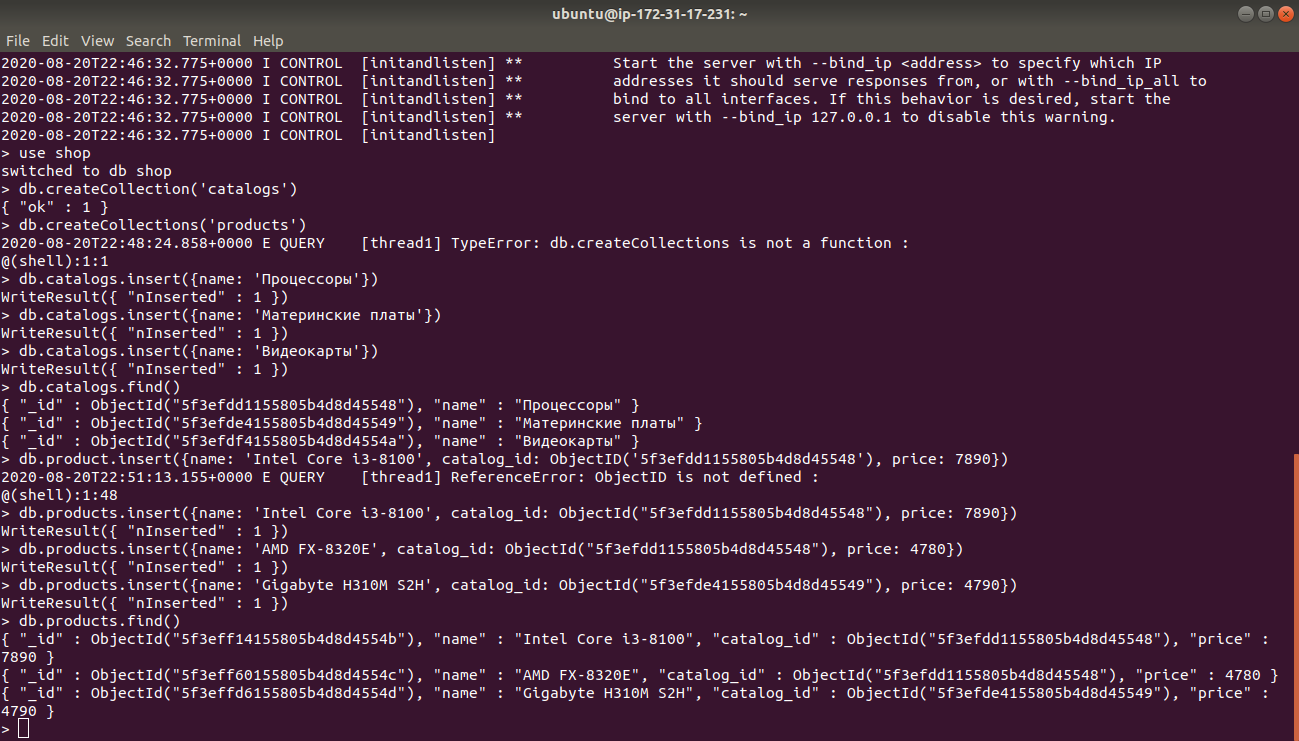 ubuntu@ip-172-31-17-231: ~
File Edit View Search Terminal Help
2020-08-20T22:46:32.775+0000 I CONTROL  [initandlisten] **          Start the server with --bind_ip <address> to specify which IP
2020-08-20T22:46:32.775+0000 I CONTROL  [initandlisten] **          addresses it should serve responses from, or with --bind_ip_all to
2020-08-20T22:46:32.775+0000 I CONTROL  [initandlisten] **          bind to all interfaces. If this behavior is desired, start the
2020-08-20T22:46:32.775+0000 I CONTROL  [initandlisten] **          server with --bind_ip 127.0.0.1 to disable this warning.
2020-08-20T22:46:32.775+0000 I CONTROL  [initandlisten]
> use shop
switched to db shop
> db.createCollection('catalogs')
{ "ok" : 1 }
> db.createCollections('products')
2020-08-20T22:48:24.858+0000 E QUERY    [thread1] TypeError: db.createCollections is not a function :
@(shell):1:1
> db.catalogs.insert({name: 'Процессоры'})
WriteResult({ "nInserted" : 1 })
> db.catalogs.insert({name: 'Материнские платы'})
WriteResult({ "nInserted" : 1 })
> db.catalogs.insert({name: 'Видеокарты'})
WriteResult({ "nInserted" : 1 })
> db.catalogs.find()
{ "_id" : ObjectId("5f3efdd1155805b4d8d45548"), "name" : "Процессоры" }
{ "_id" : ObjectId("5f3efde4155805b4d8d45549"), "name" : "Материнские платы" }
{ "_id" : ObjectId("5f3efdf4155805b4d8d4554a"), "name" : "Видеокарты" }
> db.product.insert({name: 'Intel Core i3-8100', catalog_id: ObjectID('5f3efdd1155805b4d8d45548'), price: 7890})
2020-08-20T22:51:13.155+0000 E QUERY    [thread1] ReferenceError: ObjectID is not defined :
@(shell):1:48
> db.products.insert({name: 'Intel Core i3-8100', catalog_id: ObjectId("5f3efdd1155805b4d8d45548"), price: 7890})
WriteResult({ "nInserted" : 1 })
> db.products.insert({name: 'AMD FX-8320E', catalog_id: ObjectId("5f3efdd1155805b4d8d45548"), price: 4780})
WriteResult({ "nInserted" : 1 })
> db.products.insert({name: 'Gigabyte H310M S2H', catalog_id: ObjectId("5f3efde4155805b4d8d45549"), price: 4790})
WriteResult({ "nInserted" : 1 })
> db.products.find()
{ "_id" : ObjectId("5f3eff14155805b4d8d4554b"), "name" : "Intel Core i3-8100", "catalog_id" : ObjectId("5f3efdd1155805b4d8d45548"), "price" :
7890 }
{ "_id" : ObjectId("5f3eff60155805b4d8d4554c"), "name" : "AMD FX-8320E", "catalog_id" : ObjectId("5f3efdd1155805b4d8d45548"), "price" : 4780 }
{ "_id" : ObjectId("5f3effd6155805b4d8d4554d"), "name" : "Gigabyte H310M S2H", "catalog_id" : ObjectId("5f3efde4155805b4d8d45549"), "price" :
4790 }
>